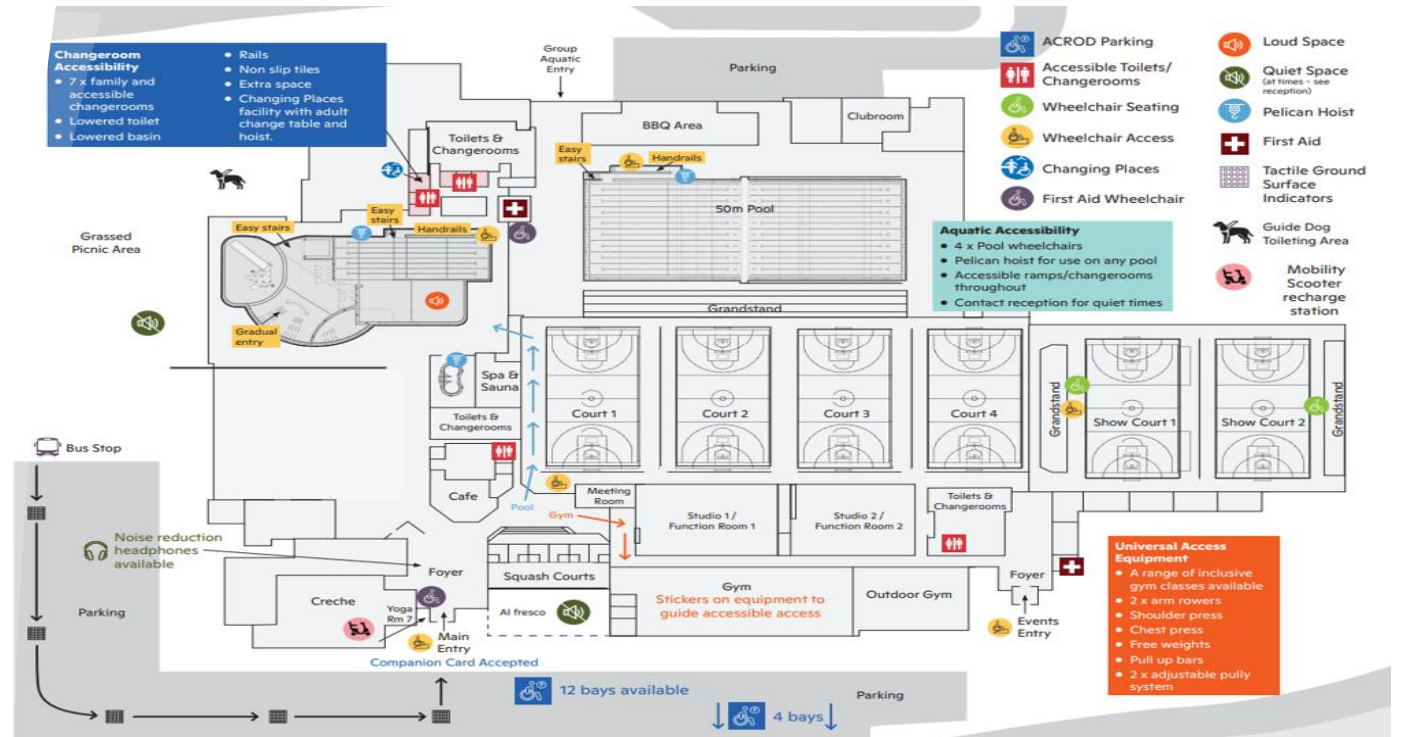 Changeroom
Accessibility
• 7 x family and
accessible
changerooms
• Lowered toilet
• Lowered basin
• Rails
• Non slip tiles
• Extra space
• Changing Places
facility with adult
change table and
hoist.
Group
Aquatic
Entry
Parking
ACROD Parking
Accessible Toilets/
Changerooms
Wheelchair Seating
Wheelchair Access
Changing Places
First Aid Wheelchair
Loud Space
Quiet Space
(at times - see
reception)
Pelican Hoist
First Aid
Tactile Ground
Surface
Indicators
Guide Dog
Toileting Area
Mobility
Scooter
recharge
station
Toilets &
Changerooms
BBQ Area
Clubroom
Easy
stairs
Handrails
50m Pool
Grassed
Picnic Area
Easy stairs
Easy
stairs
Handrails
Gradual
entry
Aquatic Accessibility
• 4 x Pool wheelchairs
• Pelican hoist for use on any pool
• Accessible ramps/changerooms
throughout
• Contact reception for quiet times
Grandstand
Spa &
Sauna
Toilets &
Changerooms
Court 1
Court 2
Court 3
Court 4
Grandstand
Show Court 1
Show Court 2
Grandstand
Bus Stop
Cafe
Pool
Meeting
Room
Gym
Studio 1 /
Function Room 1
Studio 2 /
Function Room 2
Toilets &
Changerooms
Noise reduction
headphones
available
Foyer
Squash Courts
Gym
Stickers on equipment to
guide accessible access
Outdoor Gym
Foyer
Parking
Creche
Yoga
Rm 7
Al fresco
Main
Entry
Companion Card Accepted
Events
Entry
Universal Access
Equipment
• A range of inclusive
gym classes available
• 2 x arm rowers
• Shoulder press
• Chest press
• Free weights
• Pull up bars
• 2 x adjustable pully
system
12 bays available
4 bays
Parking